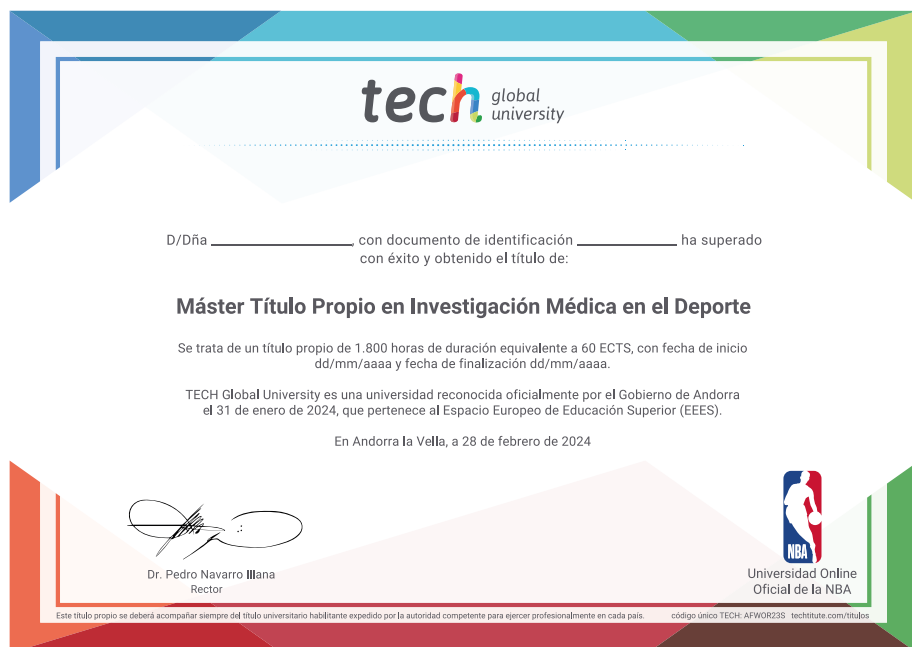 tech global
university
D/Dña ______________, con documento de identificación ____________ ha superado
con éxito y obtenido el título de:
Máster Título Propio en Investigación Médica en el Deporte
Se trata de un título propio de 1.800 horas de duración equivalente a 60 ECTS, con fecha de inicio
dd/mm/aaaa y fecha de finalización dd/mm/aaaa.
TECH Global University es una universidad reconocida oficialmente por el Gobierno de Andorra
el 31 de enero de 2024, que pertenece al Espacio Europeo de Educación Superior (EEES).
En Andorra la Vella, a 28 de febrero de 2024
Dr. Pedro Navarro Illana
Rector
NBA
Universidad Online
Oficial de la NBA
Este título propio se deberá acompañar siempre del título universitario habilitante expedido por la autoridad competente para ejercer profesionalmente en cada país.
código único TECH: AFWOR23S techtitute.com/titulos